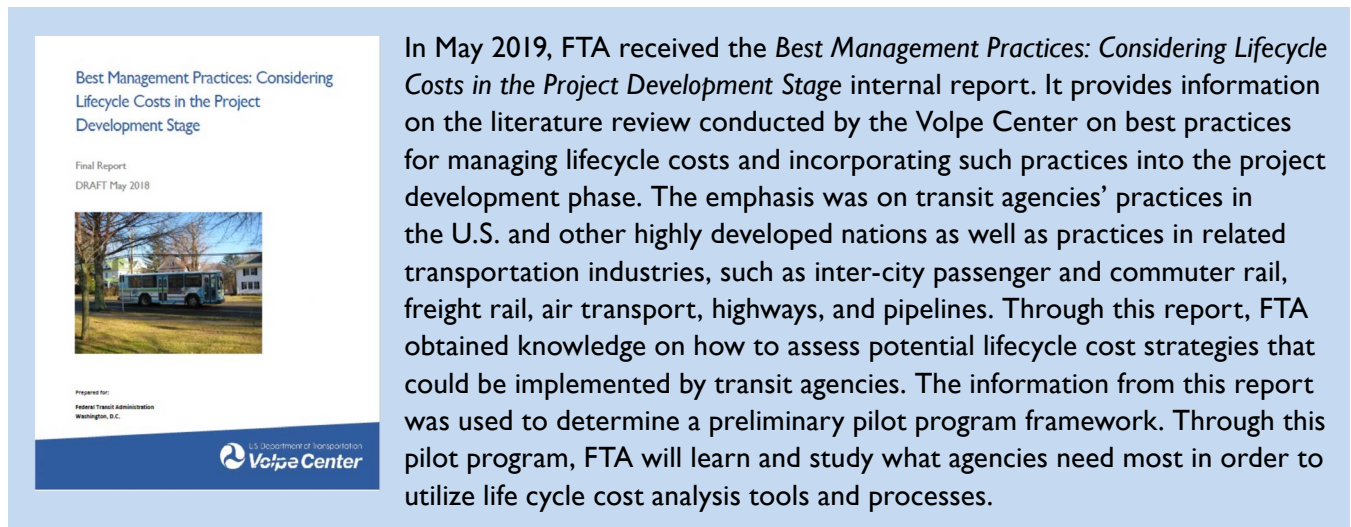 Best Management Practices: Considering
Lifecycle Costs in the Project
Development Stage
Final Report
DRAFT May 2018
Prepared for:
Federal Transit Administration
Washington, D.C.
US Department of Transportation
Volpe Center
In May 2019, FTA received the Best Management Practices: Considering Lifecycle
Costs in the Project Development Stage internal report. It provides information
on the literature review conducted by the Volpe Center on best practices
for managing lifecycle costs and incorporating such practices into the project
development phase. The emphasis was on transit agencies’ practices in
the U.S. and other highly developed nations as well as practices in related
transportation industries, such as inter-city passenger and commuter rail,
freight rail, air transport, highways, and pipelines. Through this report, FTA
obtained knowledge on how to assess potential lifecycle cost strategies that
could be implemented by transit agencies. The information from this report
was used to determine a preliminary pilot program framework. Through this
pilot program, FTA will learn and study what agencies need most in order to
utilize life cycle cost analysis tools and processes.